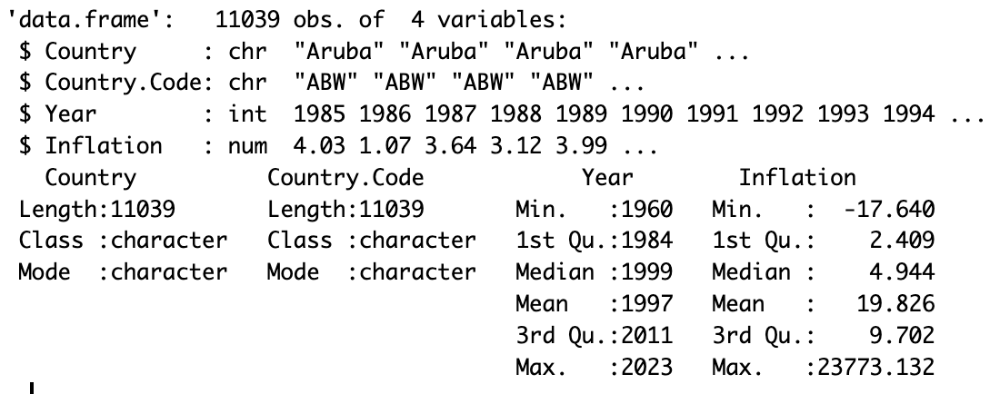 'data.frame':	11039 obs. of  4 variables:
 $ Country     : chr  "Aruba" "Aruba" "Aruba" "Aruba" ...
 $ Country.Code: chr  "ABW" "ABW" "ABW" "ABW" ...
 $ Year        : int  1985 1986 1987 1988 1989 1990 1991 1992 1993 1994 ...
 $ Inflation   : num  4.03 1.07 3.64 3.12 3.99 ...
   Country          Country.Code            Year        Inflation
 Length:11039       Length:11039       Min.   :1960   Min.   :  -17.640
 Class :character   Class :character   1st Qu.:1984   1st Qu.:    2.409
 Mode  :character   Mode  :character   Median :1999   Median :    4.944
                                       Mean   :1997   Mean   :   19.826
                                       3rd Qu.:2011   3rd Qu.:    9.702
                                       Max.   :2023   Max.   :23773.132